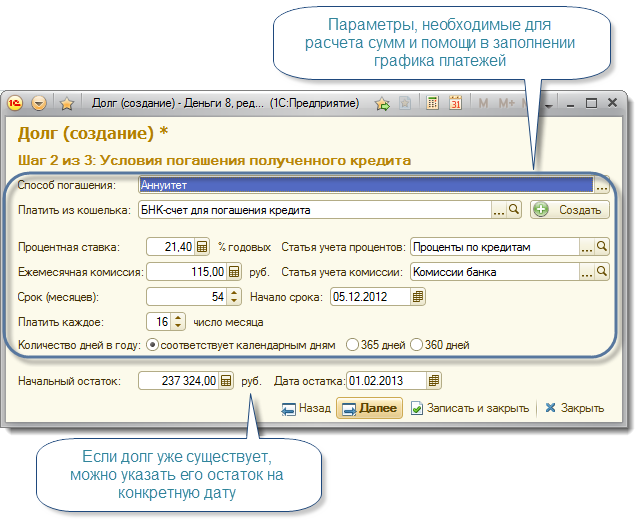 Параметры, необходимые для
расчета сумм и помощи в заполнении
графика платежей
1С Долг (создание) - Деньги 8, ред... (1С:Предприятие) 31 M M+ M-
Долг (создание) *
Шаг 2 из 3: Условия погашения полученного кредита
Способ погашения: Аннуитет ...
Платить из кошелька: БНК-счет для погашения кредита ... Создать
Процентная ставка: 21,40 % годовых Статья учета процентов: Проценты по кредитам ...
Ежемесячная комиссия: 115,00 руб. Статья учета комиссии: Комиссии банка ...
Срок (месяцев): 54 Начало срока: 05.12.2012
Платить каждое: 16 число месяца
Количество дней в году: соответствует календарным дням 365 дней 360 дней
Начальный остаток: 237 324,00 руб. Дата остатка: 01.02.2013
Назад Далее Записать и закрыть Закрыть
Если долг уже существует,
можно указать его остаток на
конкретную дату